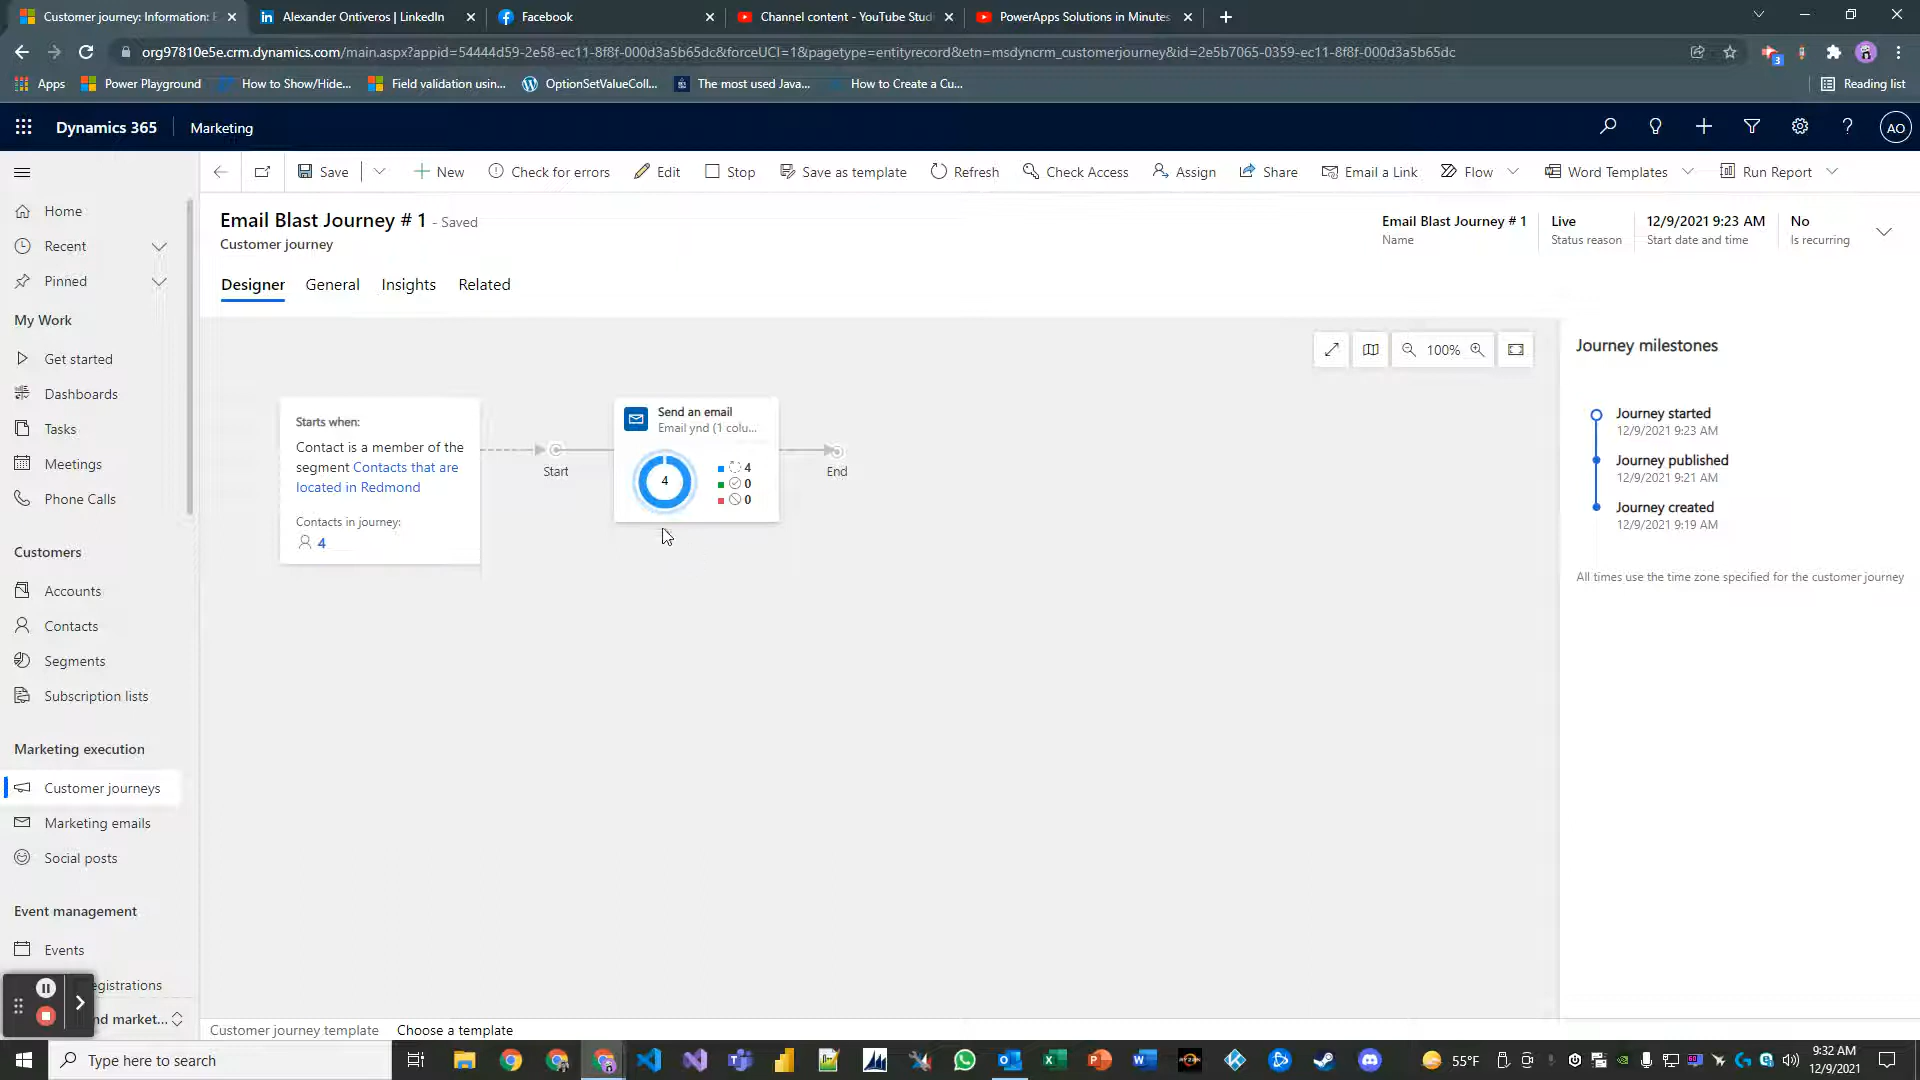 Customer journey: Information: E
Alexander Ontiveros | LinkedIn
Facebook
Channel content - YouTube Studi
PowerApps Solutions in Minutes
org97810e5e.crm.dynamics.com/main.aspx?appid=54444d59-2e58-ec11-8f8f-000d3a5b65dc&forceUCI=1&pagetype=entityrecord&etn=msdyncrm_customerjourney&id=2e5b7065-0359-ec11-8f8f-000d3a5b65dc
3
Apps
Power Playground
How to Show/Hide...
Field validation usin...
OptionSetValueColl...
The most used Java...
How to Create a Cu...
Reading list
Dynamics 365
Marketing
AO
Save
New
Check for errors
Edit
Stop
Save as template
Refresh
Check Access
Assign
Share
Email a Link
Flow
Word Templates
Run Report
Home
Recent
Pinned
My Work
Get started
Dashboards
Tasks
Meetings
Phone Calls
Customers
Accounts
Contacts
Segments
Subscription lists
Marketing execution
Customer journeys
Marketing emails
Social posts
Event management
Events
egistrations
nd market...
Email Blast Journey # 1 - Saved
Customer journey
Email Blast Journey # 1
Name
Live
Status reason
12/9/2021 9:23 AM
Start date and time
No
Is recurring
Designer
General
Insights
Related
100%
Starts when:
Contact is a member of the
segment Contacts that are
located in Redmond
Contacts in journey:
4
Start
Send an email
Email ynd (1 colu...
4
4
0
0
End
Journey milestones
Journey started
12/9/2021 9:23 AM
Journey published
12/9/2021 9:21 AM
Journey created
12/9/2021 9:19 AM
All times use the time zone specified for the customer journey
Customer journey template
Choose a template
Type here to search
55°F
9:32 AM
12/9/2021